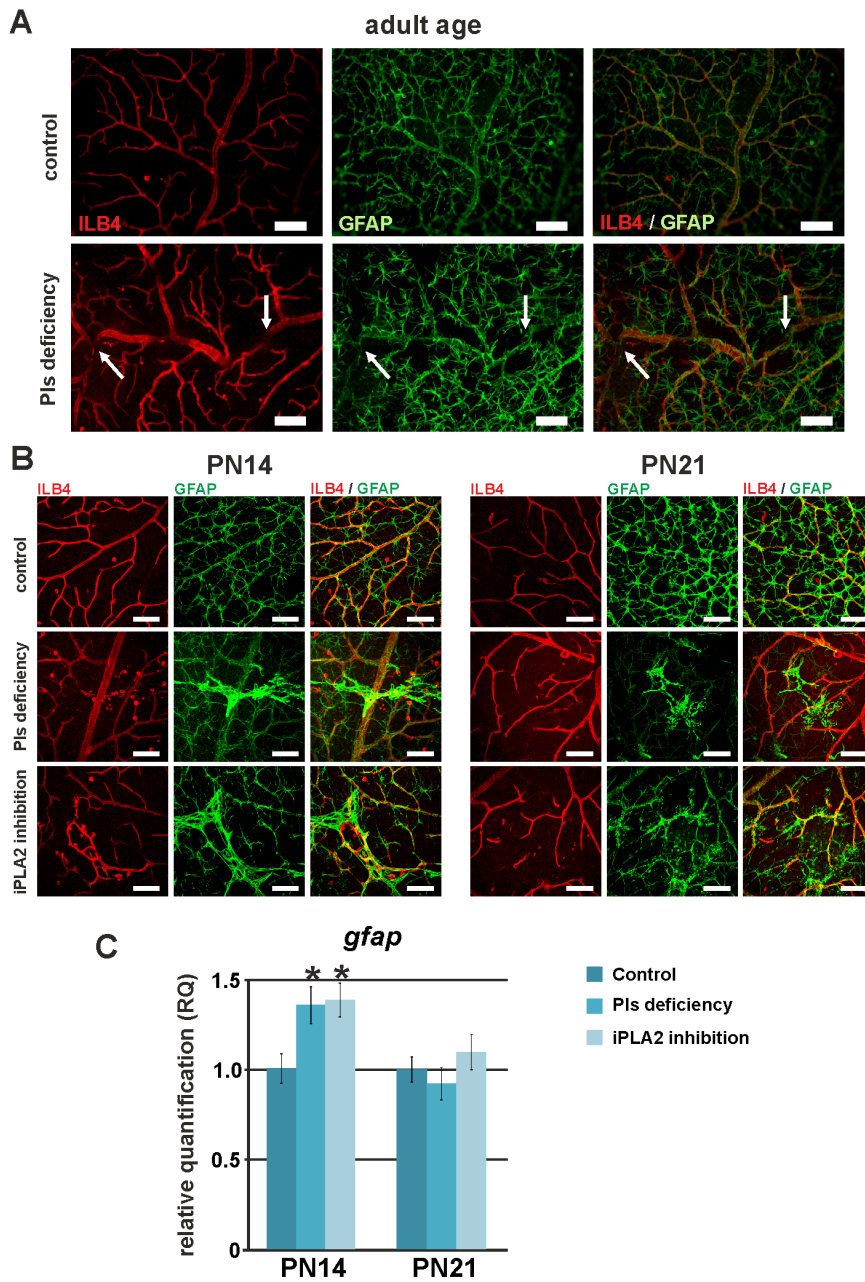 A
adult age
control
ILB4
GFAP
ILB4 / GFAP
Pls deficiency
B
PN14
PN21
ILB4
GFAP
ILB4 / GFAP
ILB4
GFAP
ILB4 / GFAP
control
Pls deficiency
iPLA2 inhibition
C
gfap
relative quantification (RQ)
1.5
1.0
0.5
0
* *
PN14
PN21
Control
Pls deficiency
iPLA2 inhibition